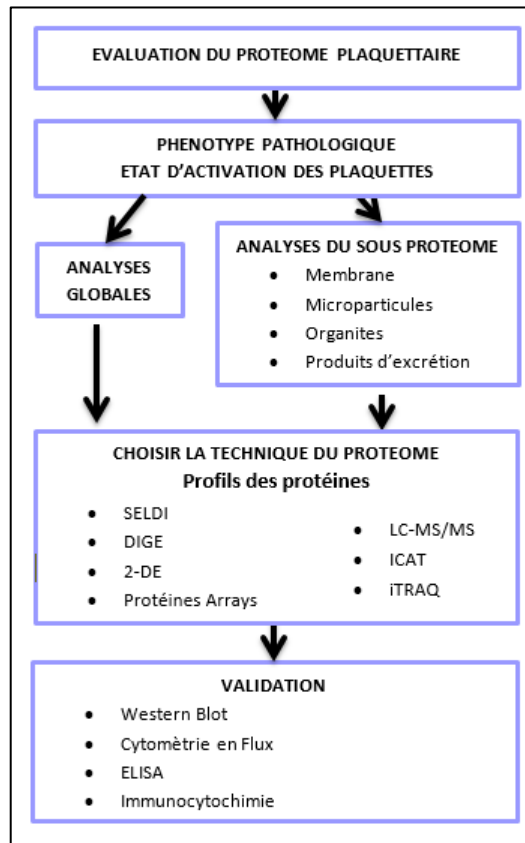 EVALUATION DU PROTEOME PLAQUETTAIRE
PHENOTYPE PATHOLOGIQUE
ETAT D'ACTIVATION DES PLAQUETTES
ANALYSES
GLOBALES
ANALYSES DU SOUS PROTEOME
• Membrane
• Microparticules
• Organites
• Produits d'excrétion
CHOISIR LA TECHNIQUE DU PROTEOME
Profils des protéines
• SELDI
• DIGE
• 2-DE
• Protéines Arrays
• LC-MS/MS
• ICAT
• iTRAQ
VALIDATION
• Western Blot
• Cytomètrie en Flux
• ELISA
• Immunocytochimie